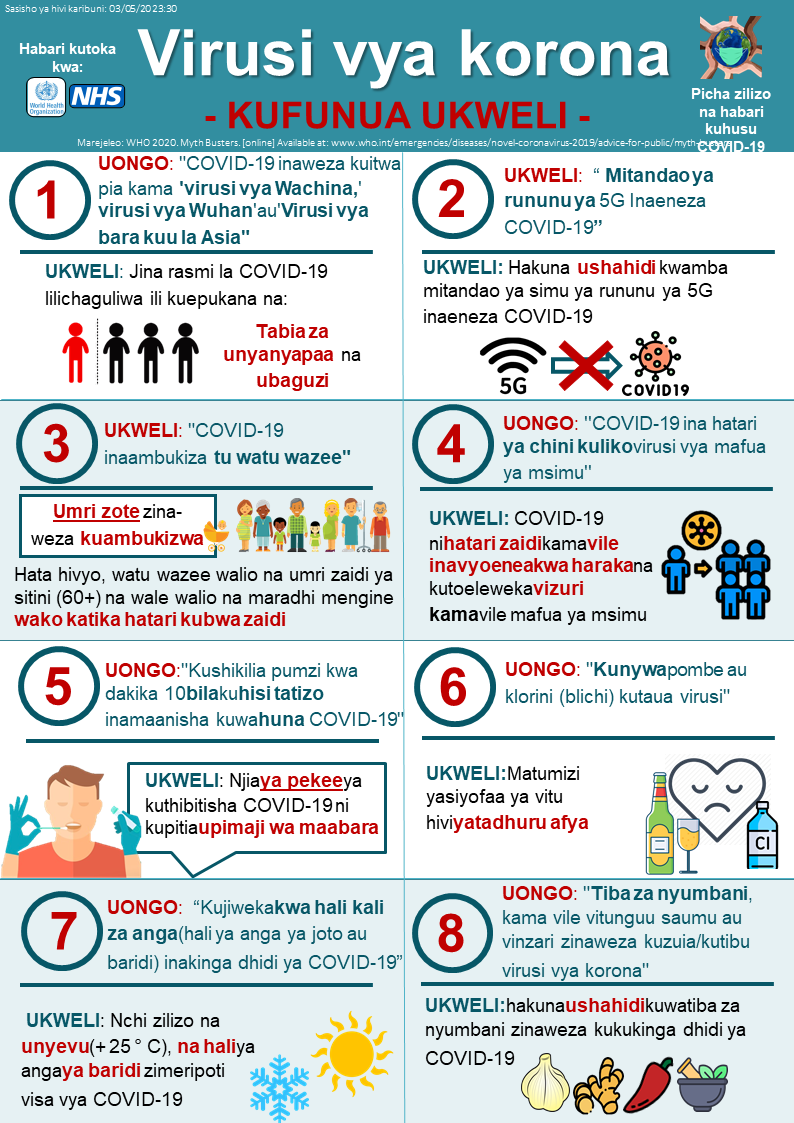 Sasisho ya hivi karibuni: 03/05/2023:30
Habari kutoka
kwa:
World Health
Organization
NHS
Virusi vya korona
- KUFUNUA UKWELI -
Picha zilizo
na habari
kuhusu
COVID-19
Marejeleo: WHO 2020. Myth Busters. [online] Available at: www.who.int/emergencies/diseases/novel-coronavirus-2019/advice-for-public/myth-busters
1
UONGO: "COVID-19 inaweza kuitwa
pia kama 'virusi vya Wachina,'
virusi vya Wuhan'au'Virusi vya
bara kuu la Asia"
UKWELI: Jina rasmi la COVID-19
lilichaguliwa ili kuepukana na:
Tabia za
unyanyapaa na
ubaguzi
2
UKWELI: “ Mitandao ya
rununu ya 5G Inaeneza
COVID-19”
UKWELI: Hakuna ushahidi kwamba
mitandao ya simu ya rununu ya 5G
inaeneza COVID-19
5G
COVID19
3
UKWELI: "COVID-19
inaambukiza tu watu wazee"
Umri zote zina-
weza kuambukizwa
Hata hivyo, watu wazee walio na umri zaidi ya
sitini (60+) na wale walio na maradhi mengine
wako katika hatari kubwa zaidi
4
UONGO: "COVID-19 ina hatari
ya chini kulikovirusi vya mafua
ya msimu"
UKWELI: COVID-19
nihatari zaidikamavile
inavyoeneakwa harakana
kutoelewekavizuri
kamavile mafua ya msimu
5
UONGO:"Kushikilia pumzi kwa
dakika 10bilakuhisi tatizo
inamaanisha kuwahuna COVID-19"
UKWELI: Njiaya pekeeya
kuthibitisha COVID-19 ni
kupitiaupimaji wa maabara
6
UONGO: "Kunywapombe au
klorini (blichi) kutaua virusi"
UKWELI:Matumizi
yasiyofaa ya vitu
hiviyatadhuru afya
Cl
7
UONGO: “Kujiwekakwa hali kali
za anga(hali ya anga ya joto au
baridi) inakinga dhidi ya COVID-19”
UKWELI: Nchi zilizo na
unyevu(+ 25 ° C), na haliya
angaya baridi zimeripoti
visa vya COVID-19
8
UONGO: "Tiba za nyumbani,
kama vile vitunguu saumu au
vinzari zinaweza kuzuia/kutibu
virusi vya korona"
UKWELI:hakunaushahidikuwatiba za
nyumbani zinaweza kukukinga dhidi ya
COVID-19